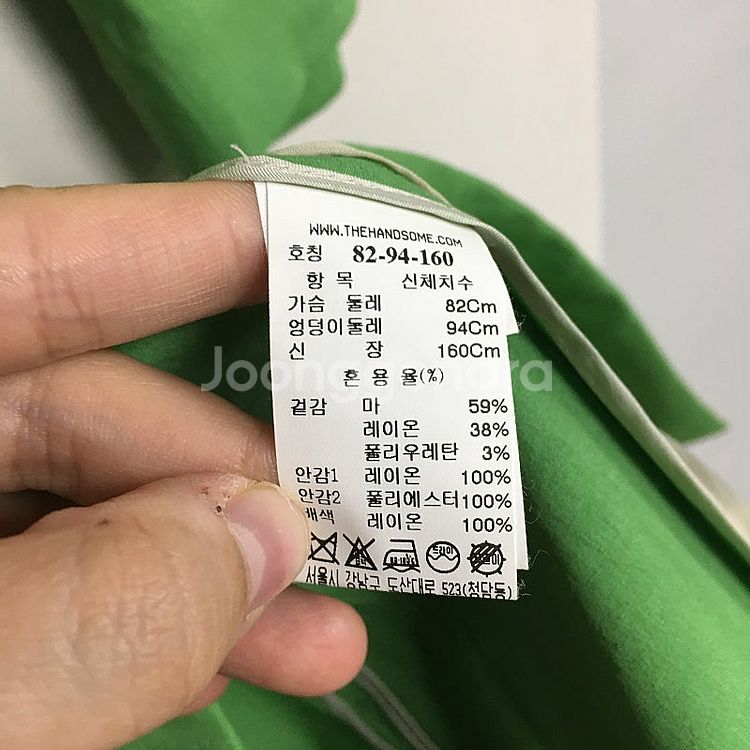 WWW.THEHANDSOME.COM
호칭 82-94-160
항 목 신체치수
가슴 둘레 82Cm
엉덩이둘레 94Cm
신 장 160Cm
혼 용 율(%)
겉감 마 59%
레이온 38%
폴리우레탄 3%
안감1 레이온 100%
안감2 폴리에스터100%
배색 레이온 100%
드라이
서울시 강남구 도산대로 523(청담동)
Joonggonara